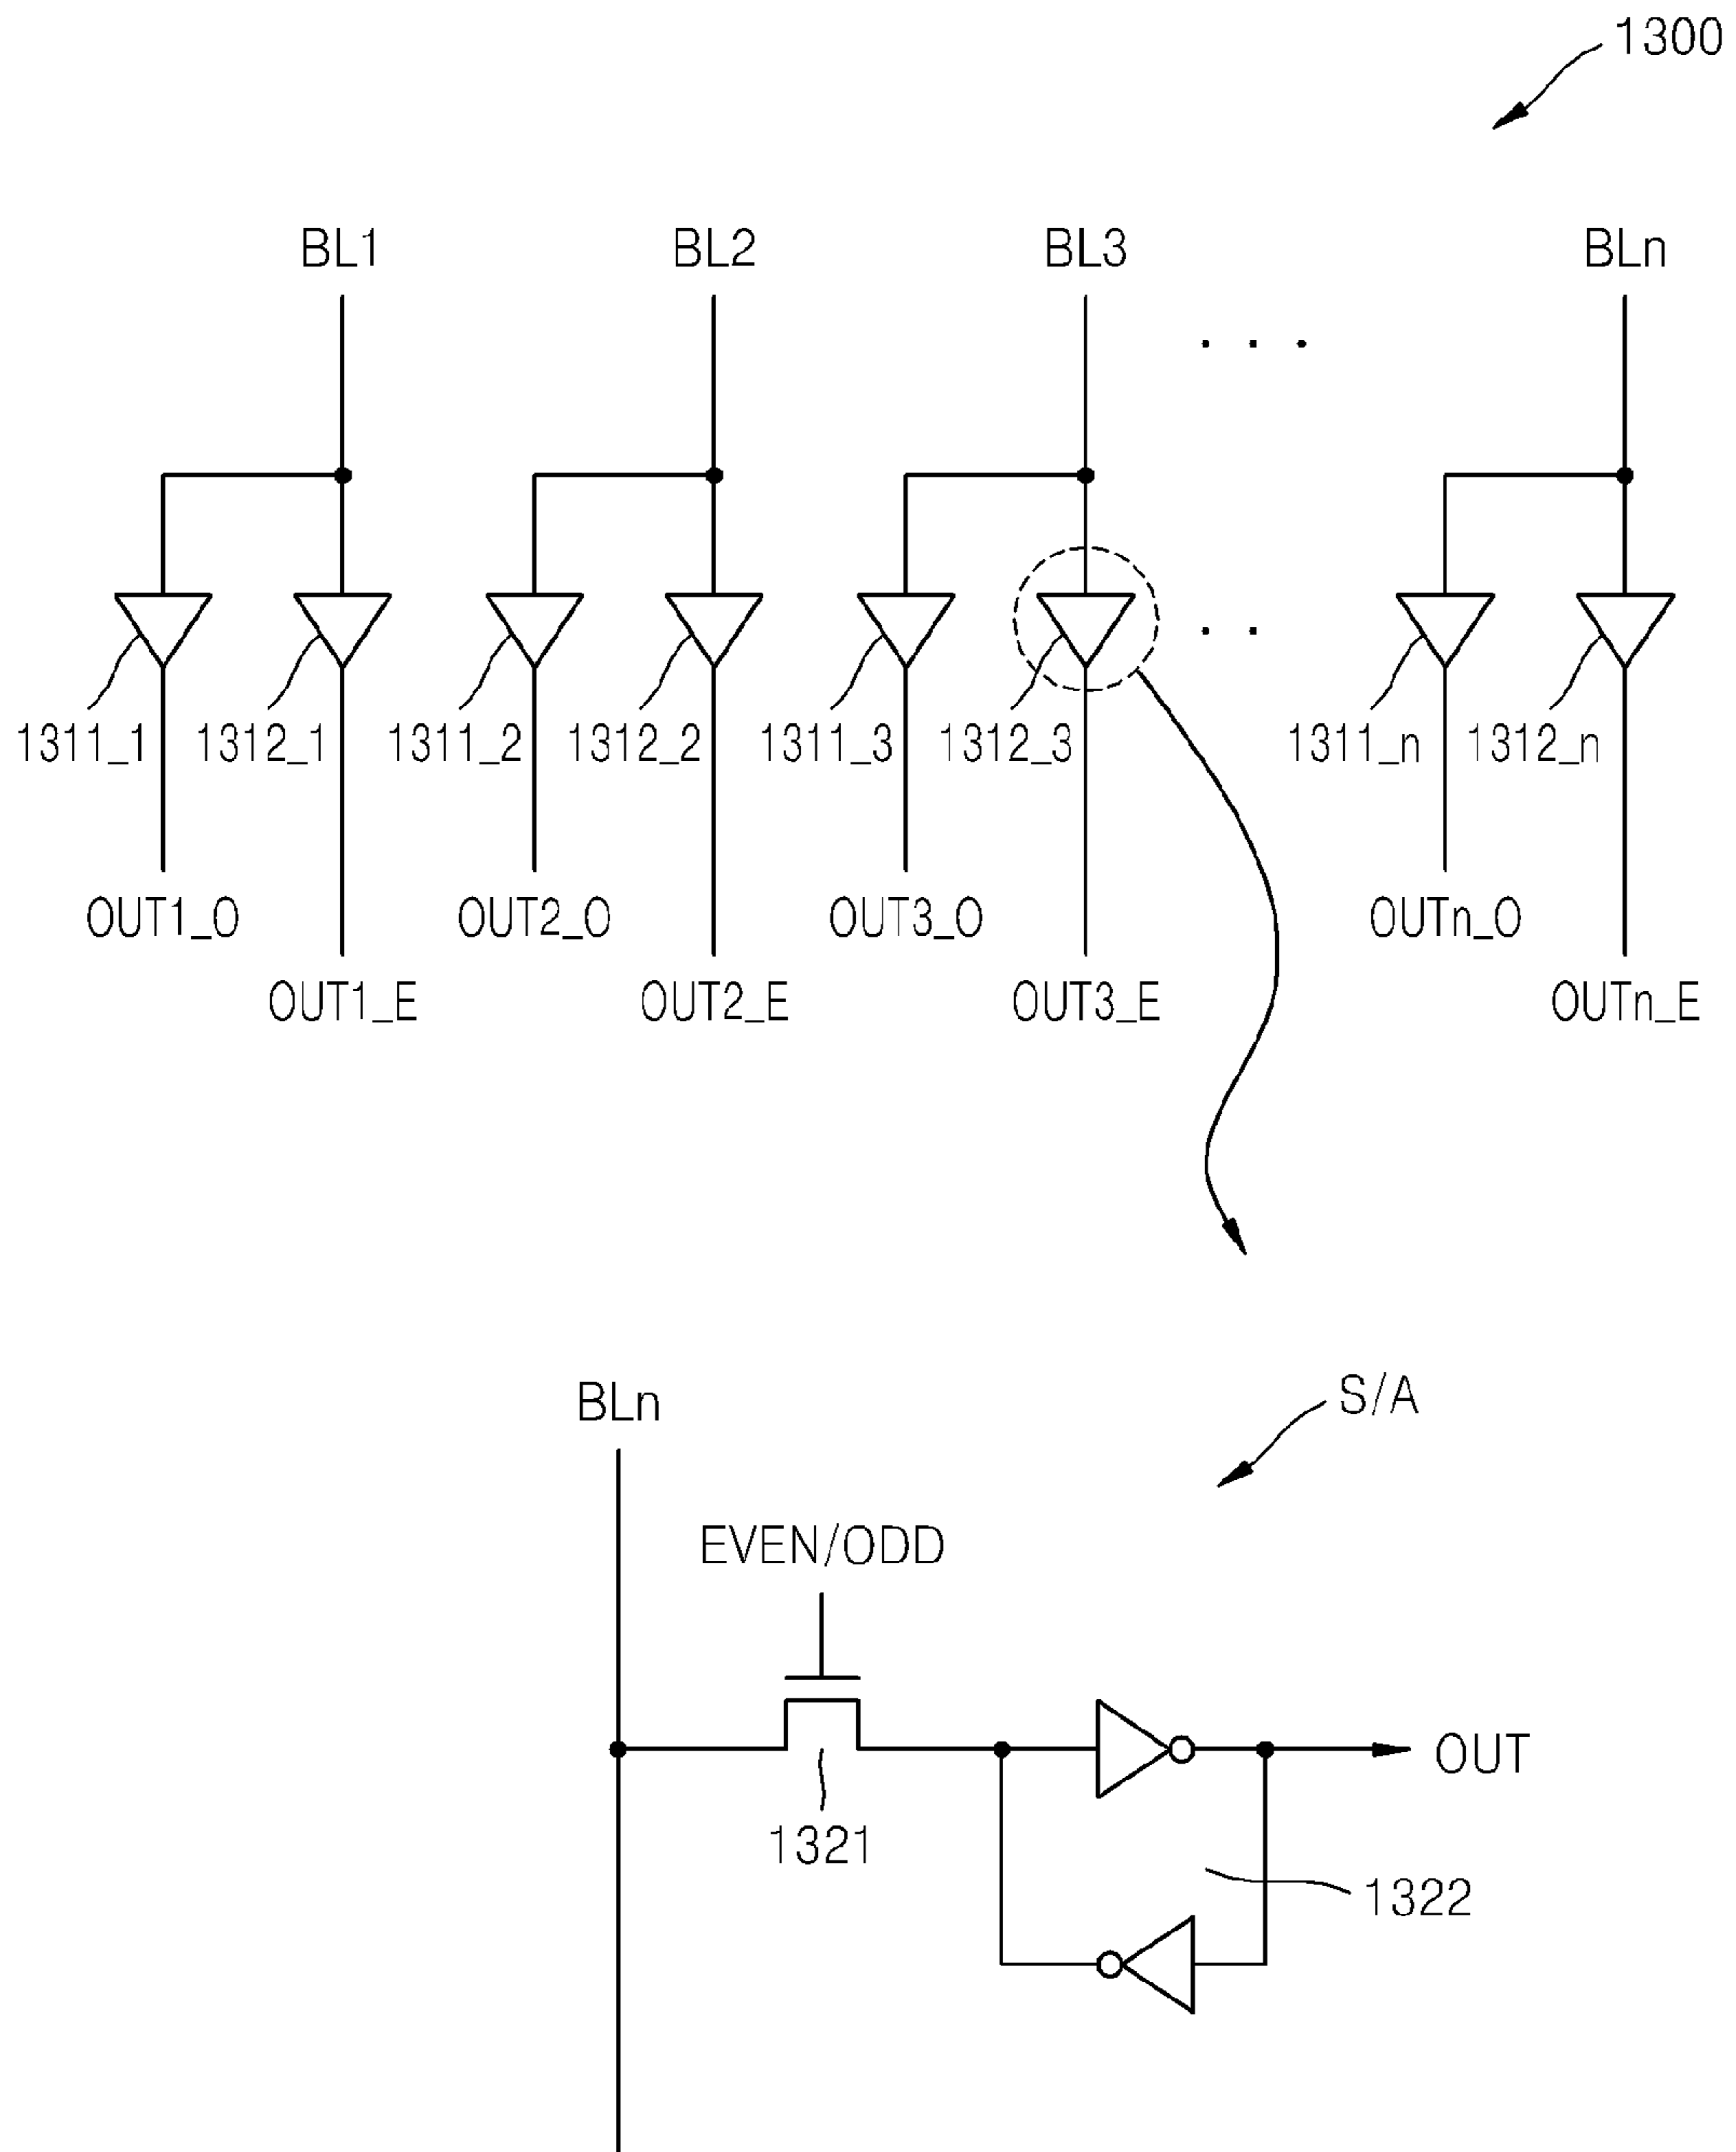 1300
BL1 BL2 BL3 BLn
. . .
. .
1311_1 1312_1 1311_2 1312_2 1311_3 1312_3 1311_n 1312_n
OUT1_O OUT2_O OUT3_O OUTn_O
OUT1_E OUT2_E OUT3_E OUTn_E
BLn
S/A
EVEN/ODD
OUT
1321
1322